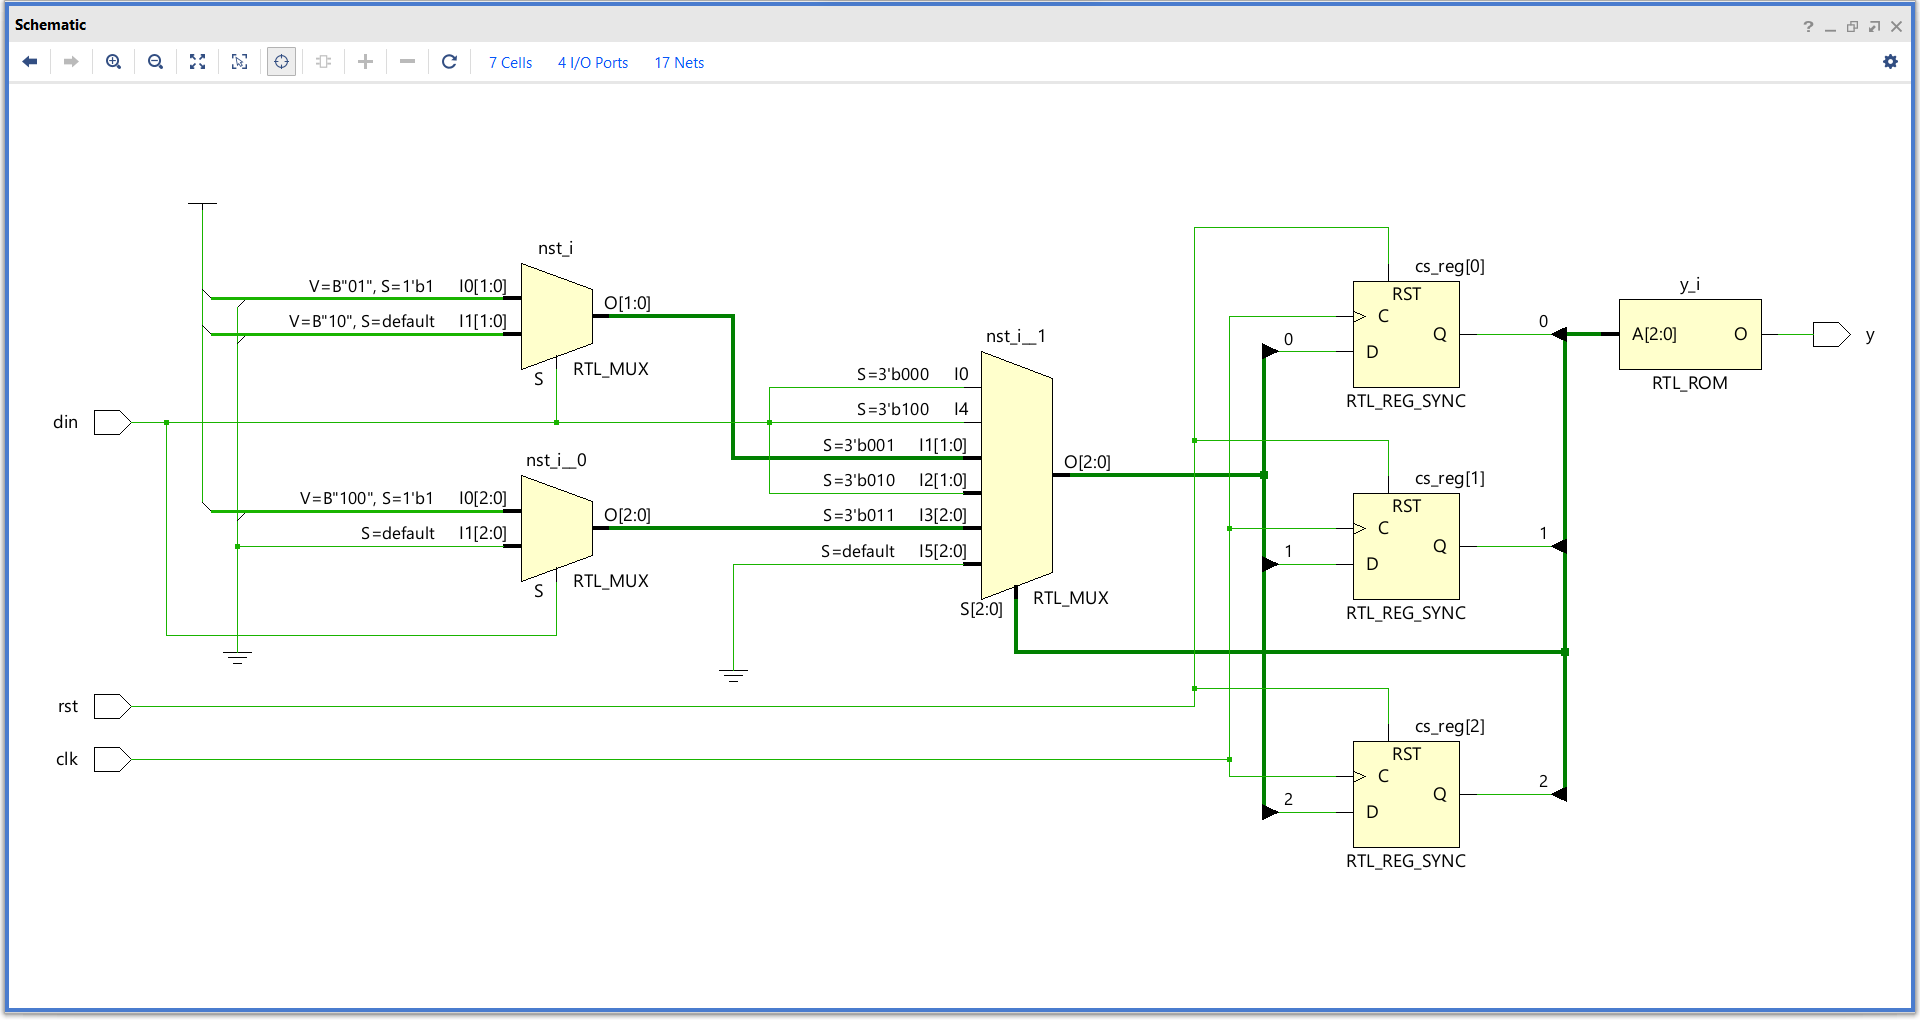 Schematic
7 Cells 4 I/O Ports 17 Nets
nst_i
V=B"01", S=1'b1 I0[1:0]
V=B"10", S=default I1[1:0]
O[1:0]
S
RTL_MUX
din
nst_i__0
V=B"100", S=1'b1 I0[2:0]
S=default I1[2:0]
O[2:0]
S
RTL_MUX
rst
clk
nst_i__1
S=3'b000 I0
S=3'b100 I4
S=3'b001 I1[1:0]
S=3'b010 I2[1:0]
S=3'b011 I3[2:0]
S=default I5[2:0]
O[2:0]
S[2:0]
RTL_MUX
cs_reg[0]
RST
C
0
D
Q
0
RTL_REG_SYNC
cs_reg[1]
RST
C
1
D
Q
1
RTL_REG_SYNC
cs_reg[2]
RST
C
2
D
Q
2
RTL_REG_SYNC
y_i
A[2:0] O
RTL_ROM
y